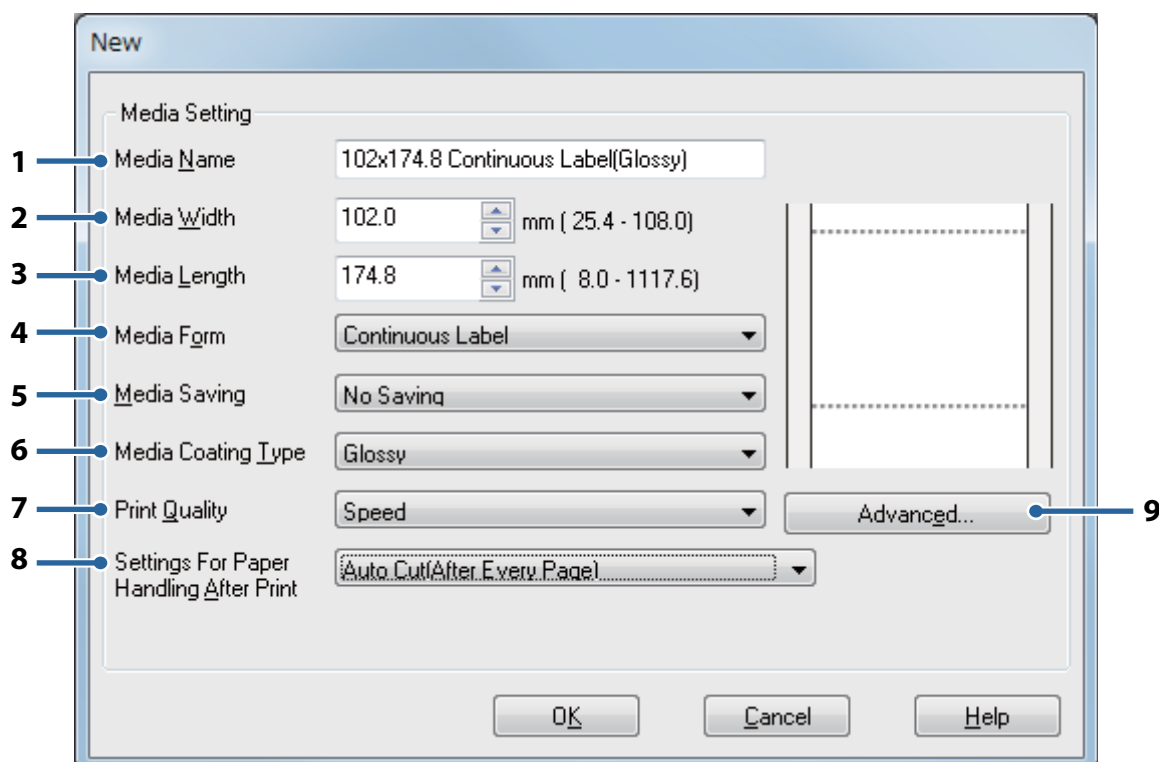 New
Media Setting
1 Media Name 102x174.8 Continuous Label(Glossy)
2 Media Width 102.0 mm ( 25.4 - 108.0)
3 Media Length 174.8 mm ( 8.0 - 1117.6)
4 Media Form Continuous Label
5 Media Saving No Saving
6 Media Coating Type Glossy
7 Print Quality Speed Advanced... 9
8 Settings For Paper Auto Cut(After Every Page)
Handling After Print
OK Cancel Help